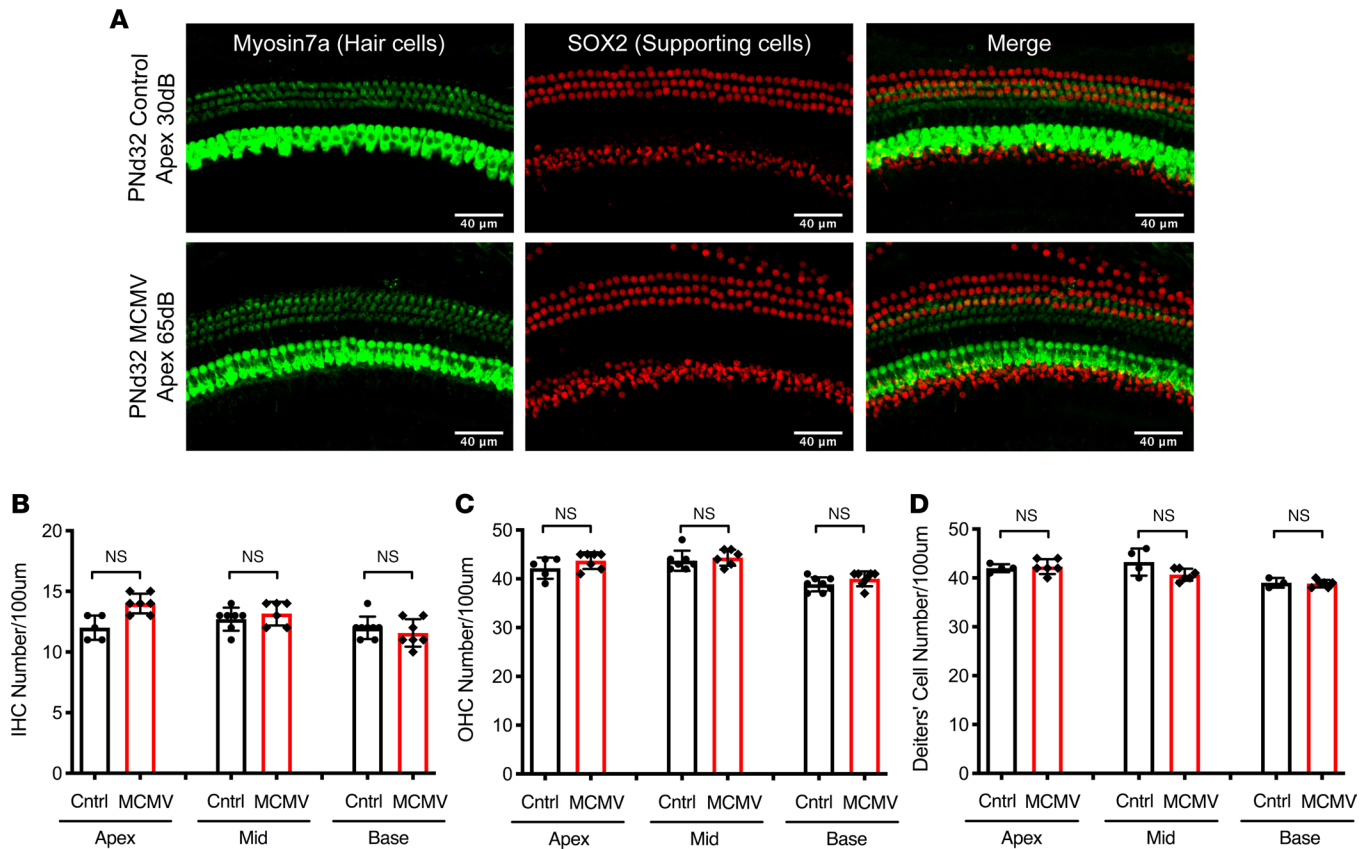 A
Myosin7a (Hair cells)
SOX2 (Supporting cells)
Merge
PNd32 Control
Apex 30dB
40 µm
40 µm
40 µm
PNd32 MCMV
Apex 65dB
40 µm
40 µm
40 µm
B
IHC Number/100um
20
15
10
5
0
NS
NS
NS
Cntrl MCMV
Cntrl MCMV
Cntrl MCMV
Apex
Mid
Base
C
OHC Number/100um
50
40
30
20
10
0
NS
NS
NS
Cntrl MCMV
Cntrl MCMV
Cntrl MCMV
Apex
Mid
Base
D
Deiters' Cell Number/100um
50
40
30
20
10
0
NS
NS
NS
Cntrl MCMV
Cntrl MCMV
Cntrl MCMV
Apex
Mid
Base